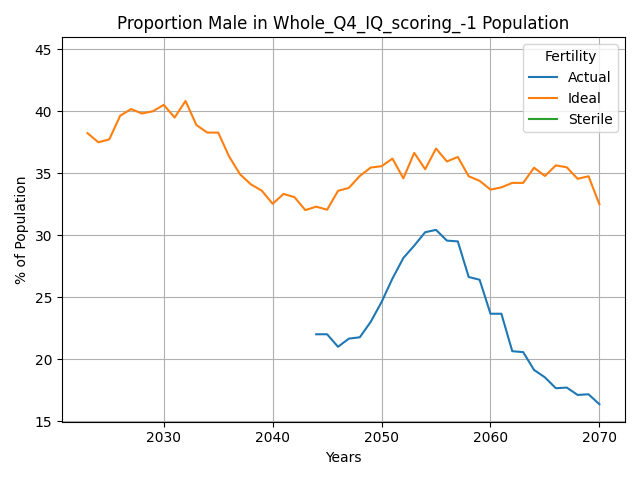 Proportion Male in Whole_Q4_IQ_scoring_-1 Population
Fertility
Actual
Ideal
Sterile
% of Population
45
40
35
30
25
20
15
2030 2040 2050 2060 2070
Years